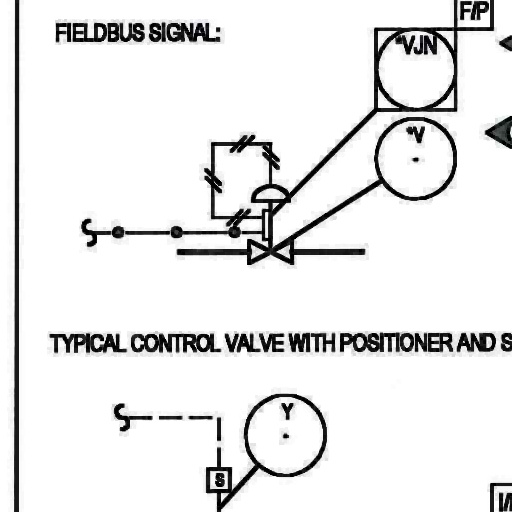 F/P
FIELDBUS SIGNAL:
*VJN
*V
TYPICAL CONTROL VALVE WITH POSITIONER AND S
Y
S